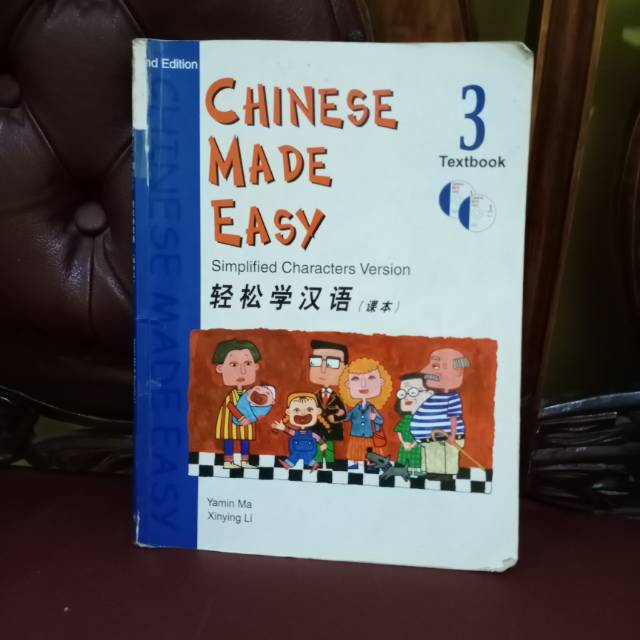 nd Edition
CHINESE MADE EASY
CHINESE
MADE
EASY
3
Textbook
Simplified Characters Version
轻松学汉语(课本)
Yamin Ma
Xinying Li